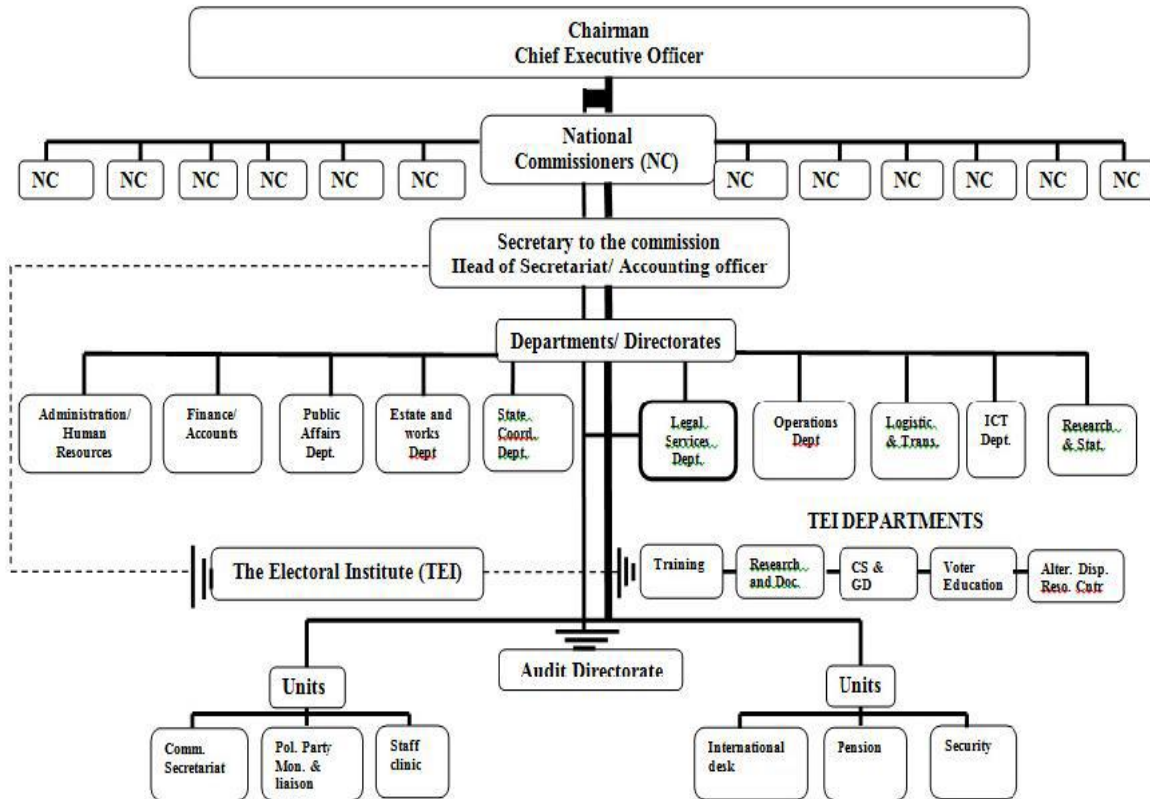 Chairman
Chief Executive Officer
National
Commissioners (NC)
NC
NC
NC
NC
NC
NC
NC
NC
NC
NC
NC
NC
Secretary to the commission
Head of Secretariat/ Accounting officer
Departments/ Directorates
Administration/
Human
Resources
Finance/
Accounts
Public
Affairs
Dept.
Estate and
works
Dept
State
Coord.
Dept.
Legal
Services
Dept.
Operations
Dept
Logistic
& Trans.
ICT
Dept.
Research
& Stat.
TEI DEPARTMENTS
The Electoral Institute (TEI)
Training
Research
and Doc.
CS &
GD
Voter
Education
Alter. Disp.
Reso. Cntr
Audit Directorate
Units
Comm.
Secretariat
Pol. Party
Mon. &
liaison
Staff
clinic
Units
International
desk
Pension
Security